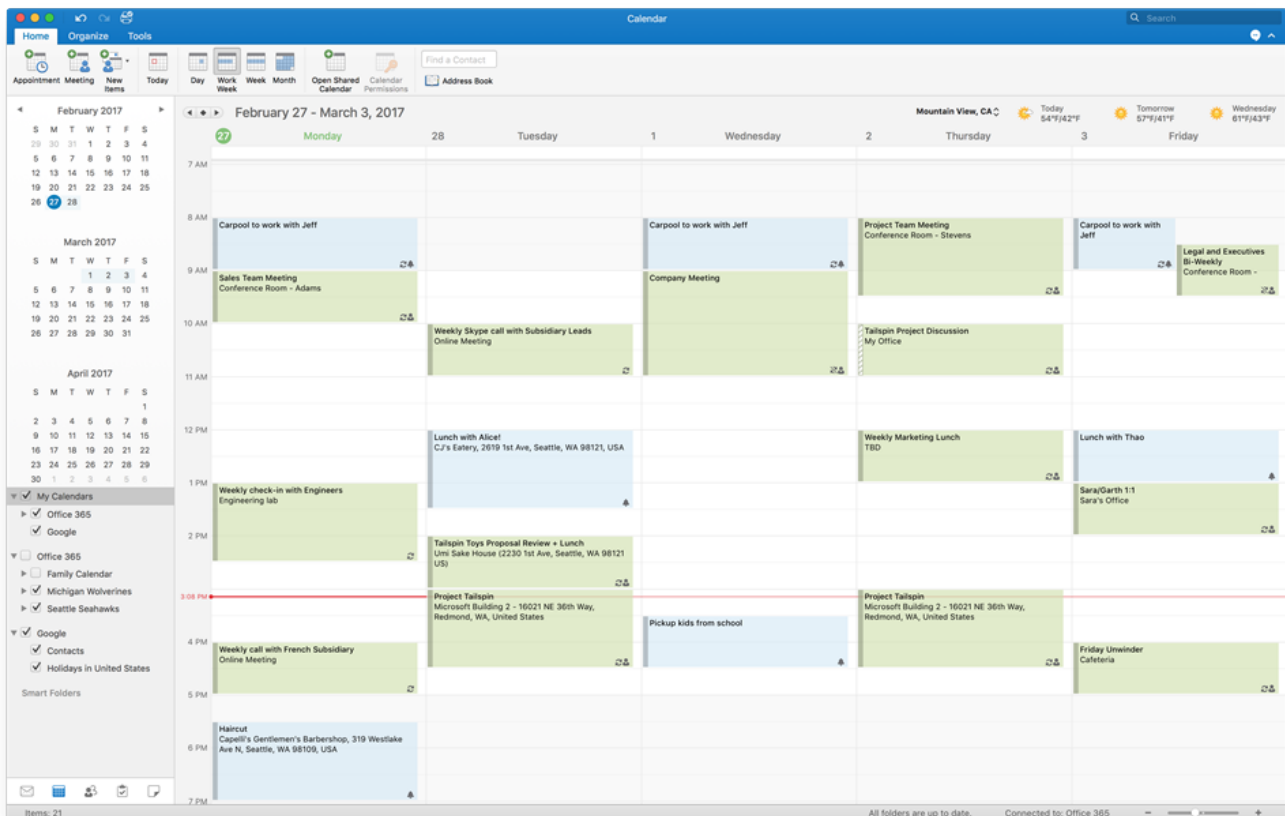 Calendar
Search
Home Organize Tools
Appointment Meeting New Items Today Day Work Week Week Month Open Shared Calendar Calendar Permissions Find a Contact
Address Book
February 2017
S M T W T F S
29 30 31 1 2 3 4
5 6 7 8 9 10 11
12 13 14 15 16 17 18
19 20 21 22 23 24 25
26 27 28
March 2017
S M T W T F S
1 2 3 4
5 6 7 8 9 10 11
12 13 14 15 16 17 18
19 20 21 22 23 24 25
26 27 28 29 30 31
April 2017
S M T W T F S
1
2 3 4 5 6 7 8
9 10 11 12 13 14 15
16 17 18 19 20 21 22
23 24 25 26 27 28 29
30 1 2 3 4 5 6
My Calendars
Office 365
Google
Office 365
Family Calendar
Michigan Wolverines
Seattle Seahawks
Google
Contacts
Holidays in United States
Smart Folders
February 27 - March 3, 2017
Mountain View, CA
Today
54°F/42°F
Tomorrow
57°F/41°F
Wednesday
61°F/43°F
27 Monday 28 Tuesday 1 Wednesday 2 Thursday 3 Friday
7 AM
8 AM
9 AM
10 AM
11 AM
12 PM
1 PM
2 PM
3:08 PM
4 PM
5 PM
6 PM
7 PM
Carpool to work with Jeff
Sales Team Meeting
Conference Room - Adams
Weekly check-in with Engineers
Engineering lab
Weekly call with French Subsidiary
Online Meeting
Haircut
Capelli's Gentlemen's Barbershop, 319 Westlake
Ave N, Seattle, WA 98109, USA
Weekly Skype call with Subsidiary Leads
Online Meeting
Lunch with Alice!
CJ's Eatery, 2619 1st Ave, Seattle, WA 98121, USA
Tailspin Toys Proposal Review + Lunch
Umi Sake House (2230 1st Ave, Seattle, WA 98121
US)
Project Tailspin
Microsoft Building 2 - 16021 NE 36th Way,
Redmond, WA, United States
Carpool to work with Jeff
Company Meeting
Pickup kids from school
Project Team Meeting
Conference Room - Stevens
Tailspin Project Discussion
My Office
Weekly Marketing Lunch
TBD
Project Tailspin
Microsoft Building 2 - 16021 NE 36th Way,
Redmond, WA, United States
Carpool to work with
Jeff
Legal and Executives
Bi-Weekly
Conference Room -
Lunch with Thao
Sara/Garth 1:1
Sara's Office
Friday Unwinder
Cafeteria
Items: 21
All folders are up to date.
Connected to: Office 365